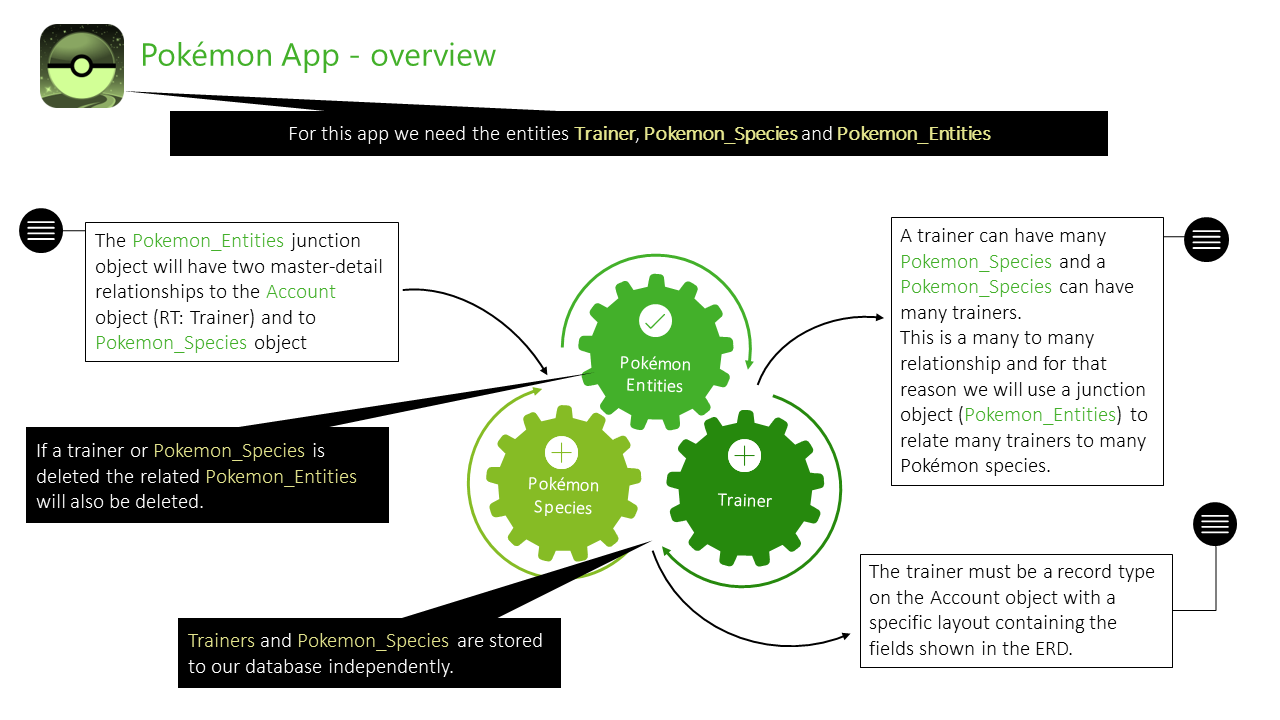 Pokémon App - overview
For this app we need the entities Trainer, Pokemon_Species and Pokemon_Entities
The Pokemon_Entities junction
object will have two master-detail
relationships to the Account
object (RT: Trainer) and to
Pokemon_Species object
A trainer can have many
Pokemon_Species and a
Pokemon_Species can have
many trainers.
This is a many to many
relationship and for that
reason we will use a junction
object (Pokemon_Entities) to
relate many trainers to many
Pokémon species.
Pokémon
Entities
If a trainer or Pokemon_Species is
deleted the related Pokemon_Entities
will also be deleted.
Pokémon
Species
Trainer
The trainer must be a record type
on the Account object with a
specific layout containing the
fields shown in the ERD.
Trainers and Pokemon_Species are stored
to our database independently.